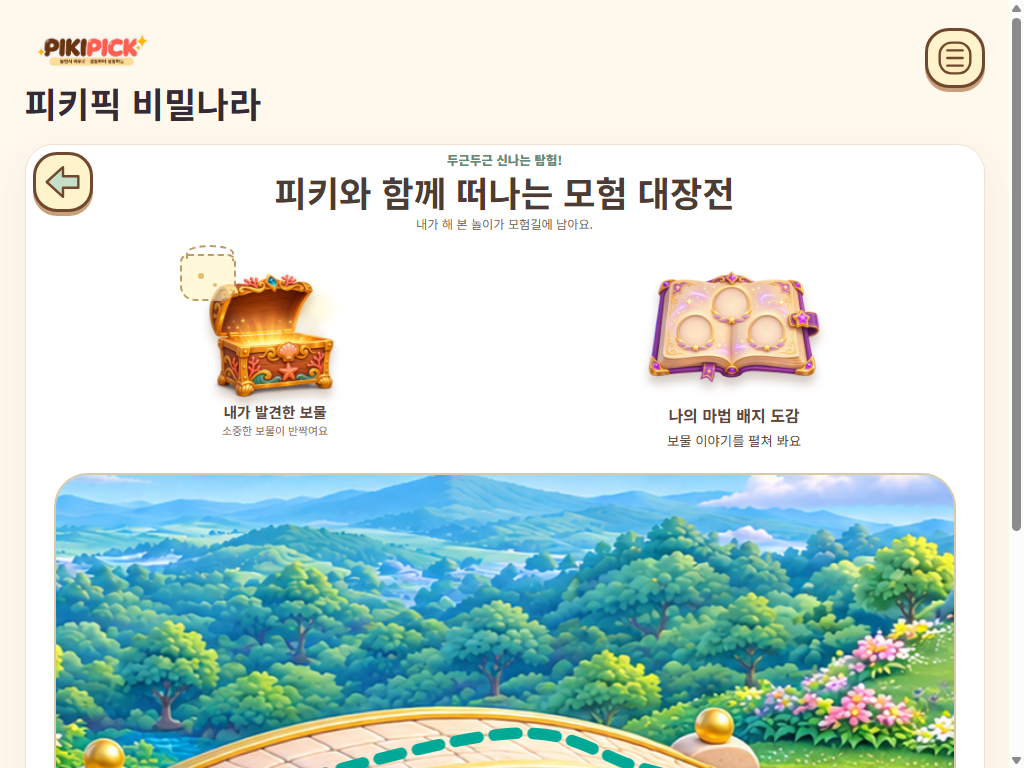 PIKIPICK
피키픽 비밀나라
두근두근 신나는 탐험!
피키와 함께 떠나는 모험 대장전
내가 해 본 놀이가 모험길에 남아요.
내가 발견한 보물
소중한 보물이 반짝여요
나의 마법 배지 도감
보물 이야기를 펼쳐 봐요